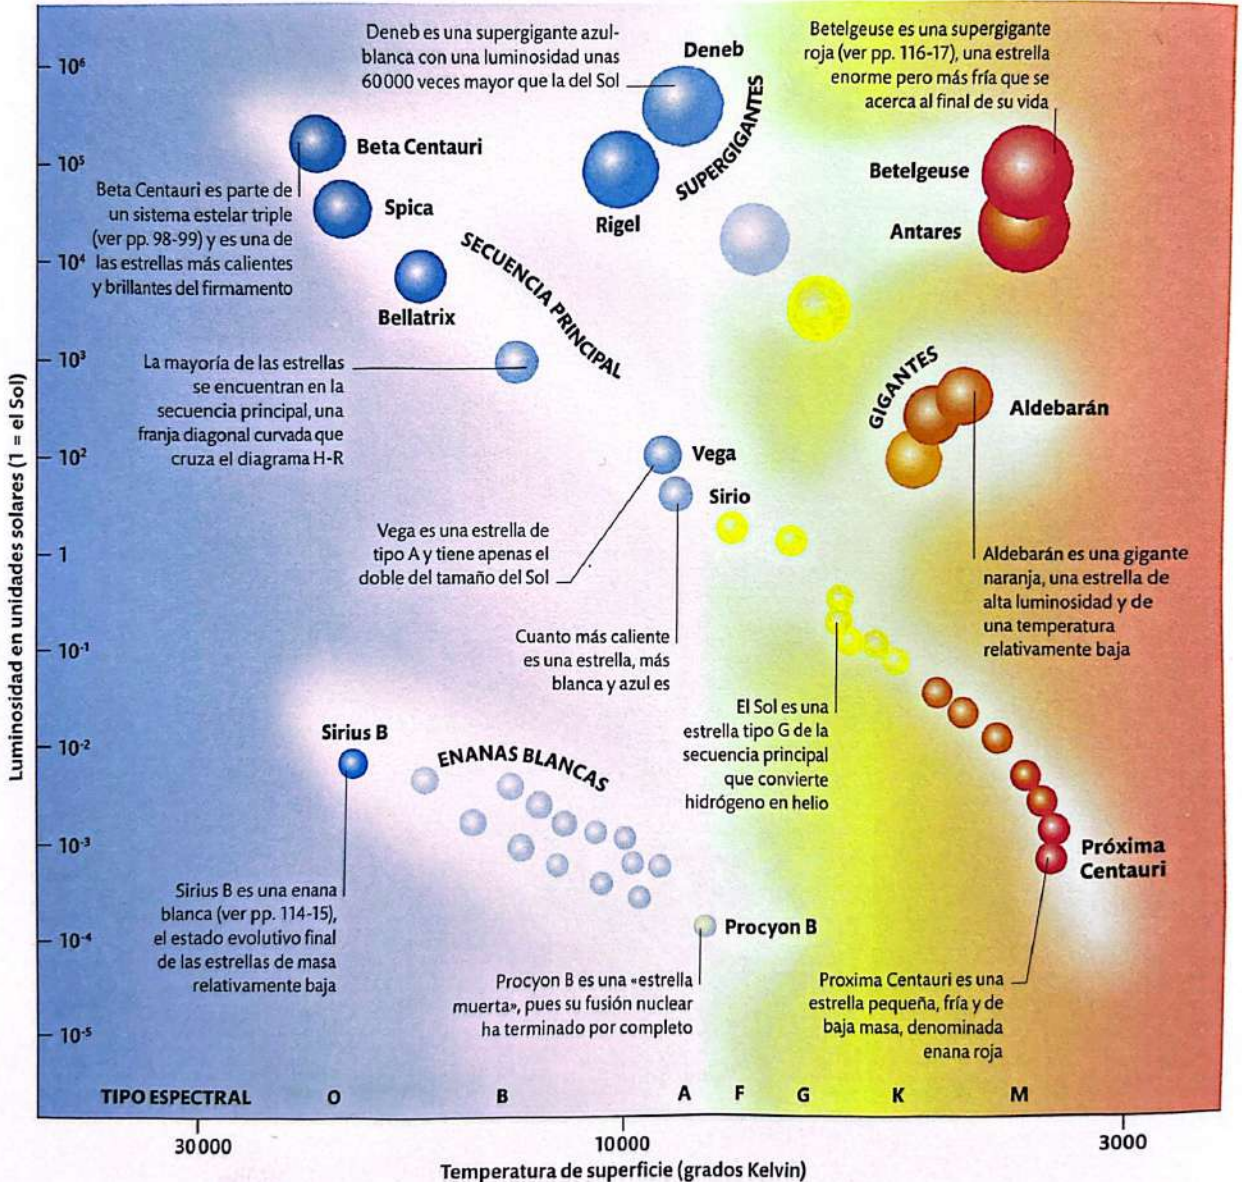 Deneb es una supergigante azul-
blanca con una luminosidad unas
60 000 veces mayor que la del Sol
Deneb
Betelgeuse es una supergigante
roja (ver pp. 116-17), una estrella
enorme pero más fría que se
acerca al final de su vida
10⁶
Beta Centauri
SUPERGIGANTES
10⁵
Betelgeuse
Beta Centauri es parte de
un sistema estelar triple
(ver pp. 98-99) y es una de
las estrellas más calientes
y brillantes del firmamento
Spica
Rigel
Antares
10⁴
SECUENCIA PRINCIPAL
Bellatrix
10³
La mayoría de las estrellas
se encuentran en la
secuencia principal, una
franja diagonal curvada que
cruza el diagrama H-R
GIGANTES
Aldebarán
10²
Vega
Sirio
Vega es una estrella de
tipo A y tiene apenas el
doble del tamaño del Sol
1
Aldebarán es una gigante
naranja, una estrella de
alta luminosidad y de
una temperatura
relativamente baja
Cuanto más caliente
es una estrella, más
blanca y azul es
10⁻¹
El Sol es una
estrella tipo G de la
secuencia principal
que convierte
hidrógeno en helio
Luminosidad en unidades solares (1 = el Sol)
10⁻²
Sirius B
ENANAS BLANCAS
10⁻³
Próxima
Centauri
Sirius B es una enana
blanca (ver pp. 114-15),
el estado evolutivo final
de las estrellas de masa
relativamente baja
10⁻⁴
Procyon B
Procyon B es una «estrella
muerta», pues su fusión nuclear
ha terminado por completo
Proxima Centauri es una
estrella pequeña, fría y de
baja masa, denominada
enana roja
10⁻⁵
TIPO ESPECTRAL O B A F G K M
30 000 10 000 3000
Temperatura de superficie (grados Kelvin)